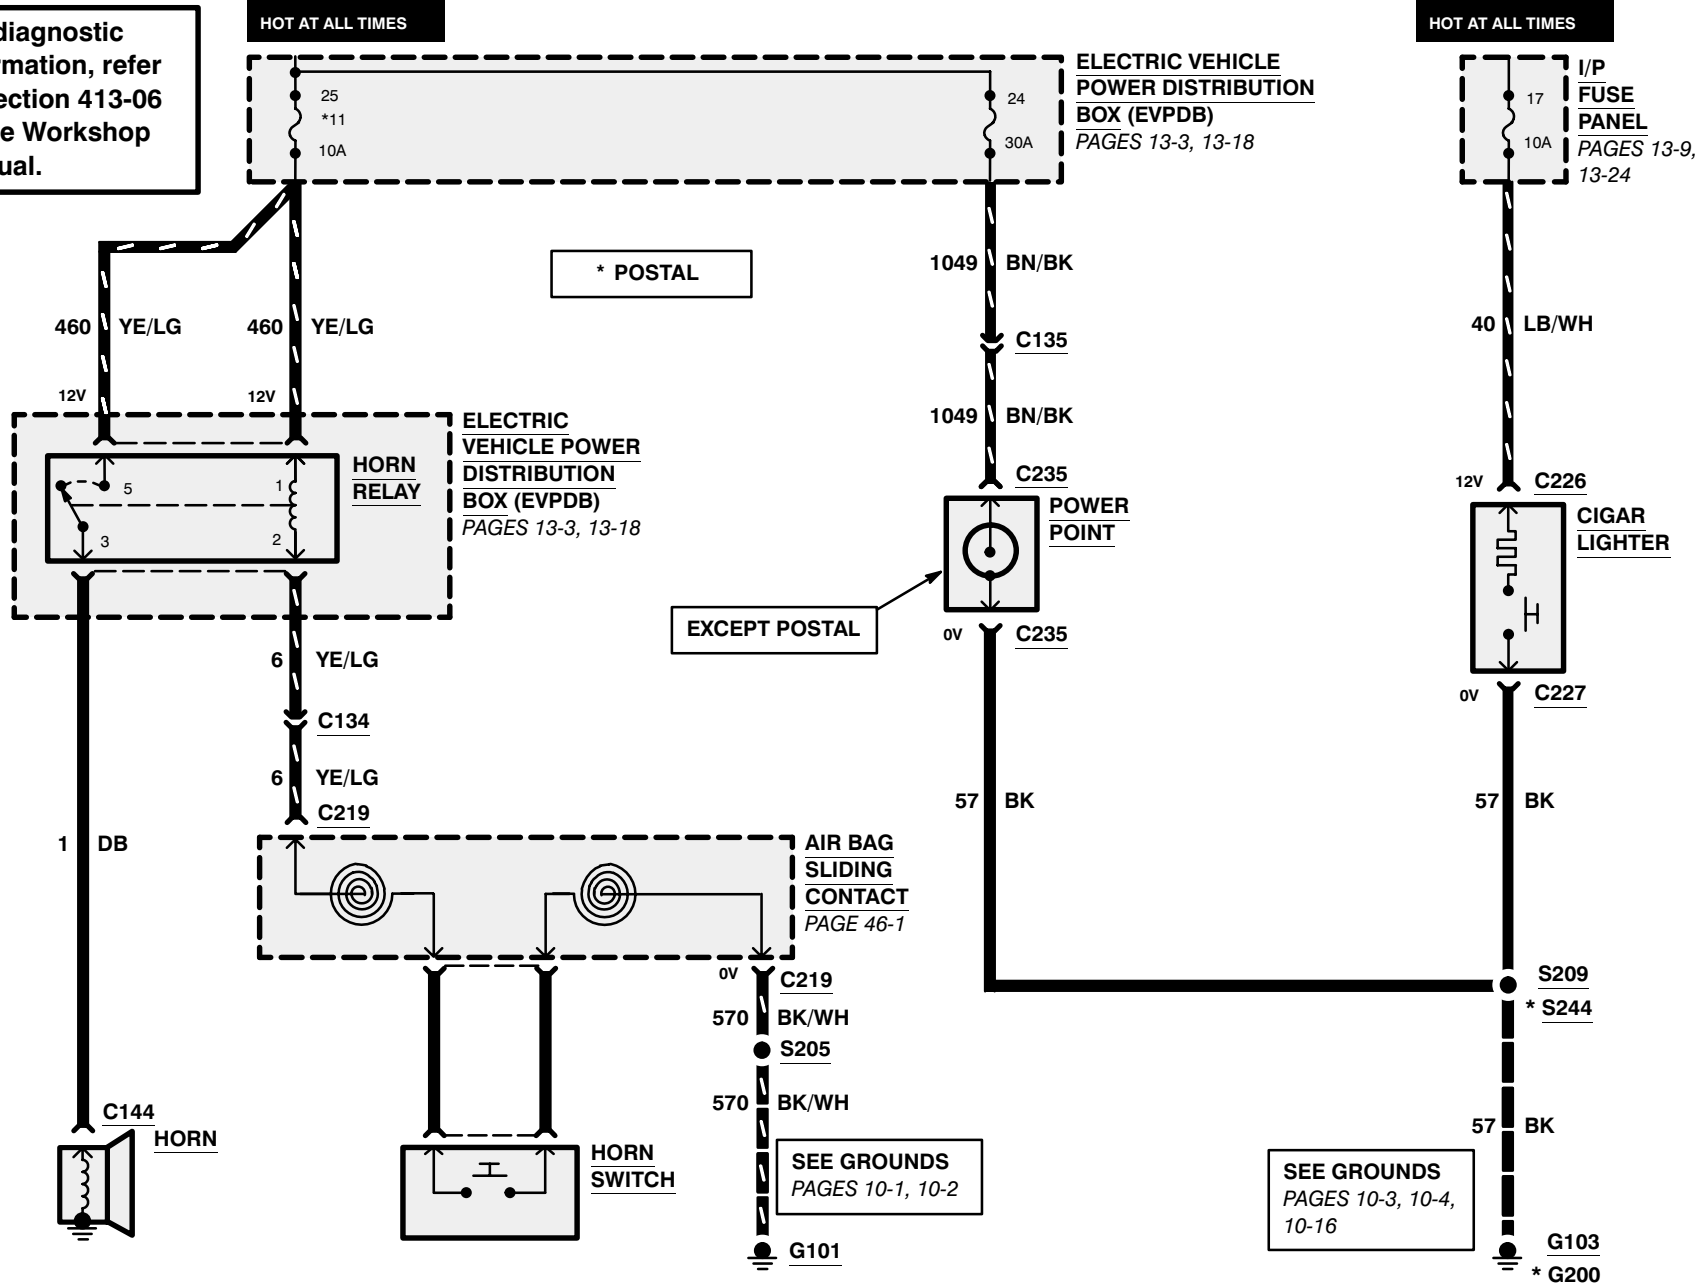 diagnostic
refer
413-06
Workshop
HOT AT ALL TIMES
HOT AT ALL TIMES
25
*11
10A
24
30A
ELECTRIC VEHICLE
POWER DISTRIBUTION
BOX (EVPDB)
PAGES 13-3, 13-18
17
10A
I/P
FUSE
PANEL
PAGES 13-9,
13-24
* POSTAL
460 YE/LG
460 YE/LG
12V
12V
1049 BN/BK
C135
1049 BN/BK
C235
40 LB/WH
12V
C226
ELECTRIC
VEHICLE POWER
DISTRIBUTION
BOX (EVPDB)
PAGES 13-3, 13-18
HORN
RELAY
5
1
3
2
POWER
POINT
CIGAR
LIGHTER
EXCEPT POSTAL
0V
C235
0V
C227
6 YE/LG
C134
6 YE/LG
C219
1 DB
57 BK
57 BK
AIR BAG
SLIDING
CONTACT
PAGE 46-1
0V
C219
570 BK/WH
S205
570 BK/WH
S209
* S244
C144
HORN
HORN
SWITCH
SEE GROUNDS
PAGES 10-1, 10-2
G101
57 BK
SEE GROUNDS
PAGES 10-3, 10-4,
10-16
G103
* G200